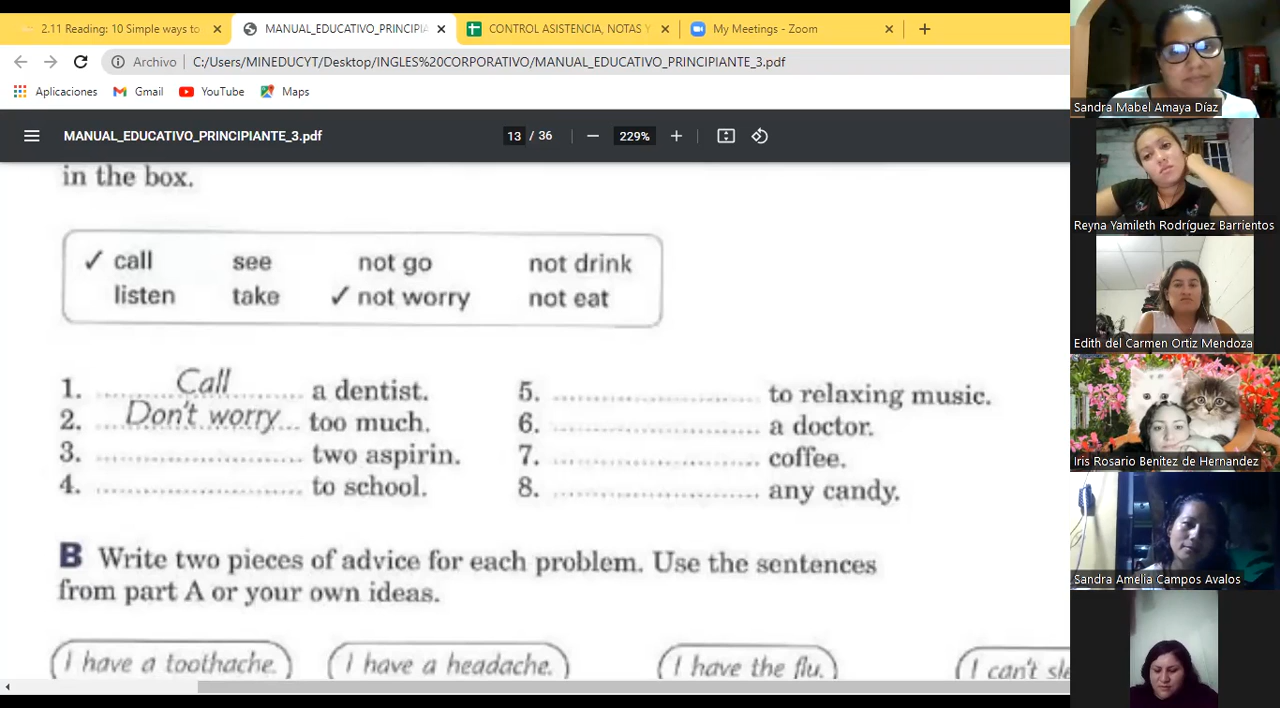 2.11 Reading: 10 Simple ways to
MANUAL_EDUCATIVO_PRINCIPIA
CONTROL ASISTENCIA, NOTAS Y
My Meetings - Zoom
Archivo
C:/Users/MINEDUCYT/Desktop/INGLES%20CORPORATIVO/MANUAL_EDUCATIVO_PRINCIPIANTE_3.pdf
Aplicaciones Gmail YouTube Maps
MANUAL_EDUCATIVO_PRINCIPIANTE_3.pdf 13 / 36 229%
in the box.
✓ call see not go not drink
listen take ✓ not worry not eat
1. Call a dentist.
2. Don't worry too much.
3. two aspirin.
4. to school.
5. to relaxing music.
6. a doctor.
7. coffee.
8. any candy.
B Write two pieces of advice for each problem. Use the sentences
from part A or your own ideas.
I have a toothache. I have a headache. I have the flu. I can't sle
Sandra Mabel Amaya Díaz
Reyna Yamileth Rodríguez Barrientos
Edith del Carmen Ortiz Mendoza
Iris Rosario Benitez de Hernandez
Sandra Amelia Campos Avalos